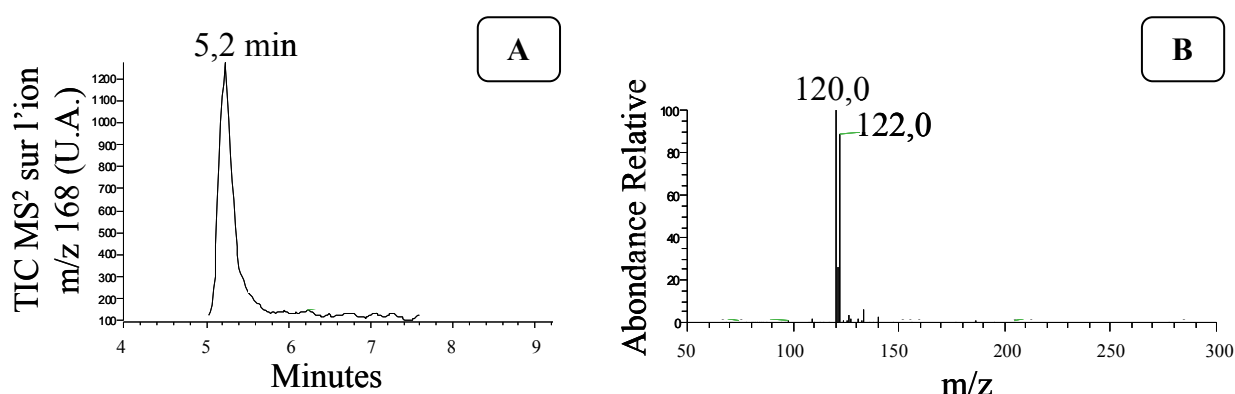 5,2 min
A
TIC MS² sur l'ion
m/z 168 (U.A.)
1200
1100
1000
900
800
700
600
500
400
300
200
100
4 5 6 7 8 9
Minutes
B
120,0
122,0
Abondance Relative
100
80
60
40
20
0
50 100 150 200 250 300
m/z